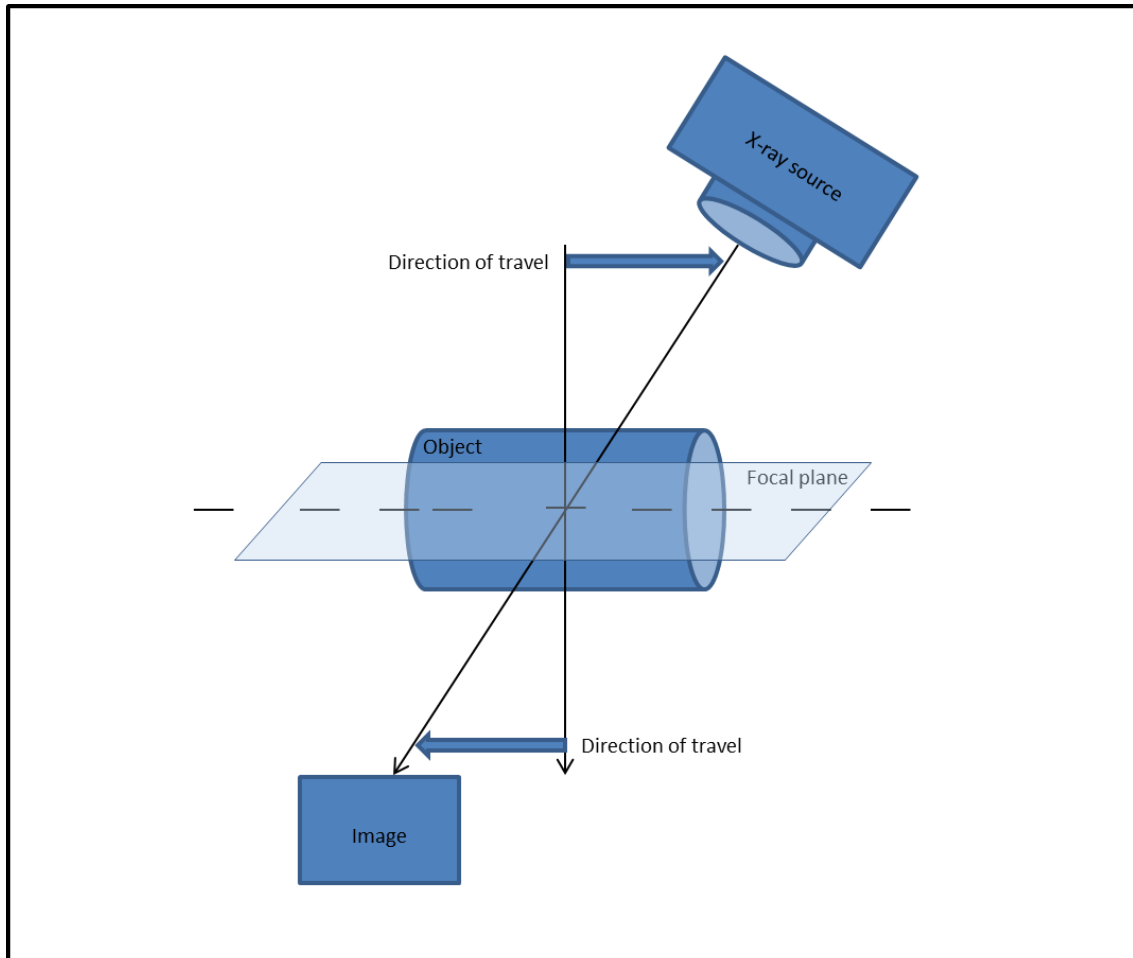 X-ray source
Direction of travel
Object
Focal plane
Direction of travel
Image